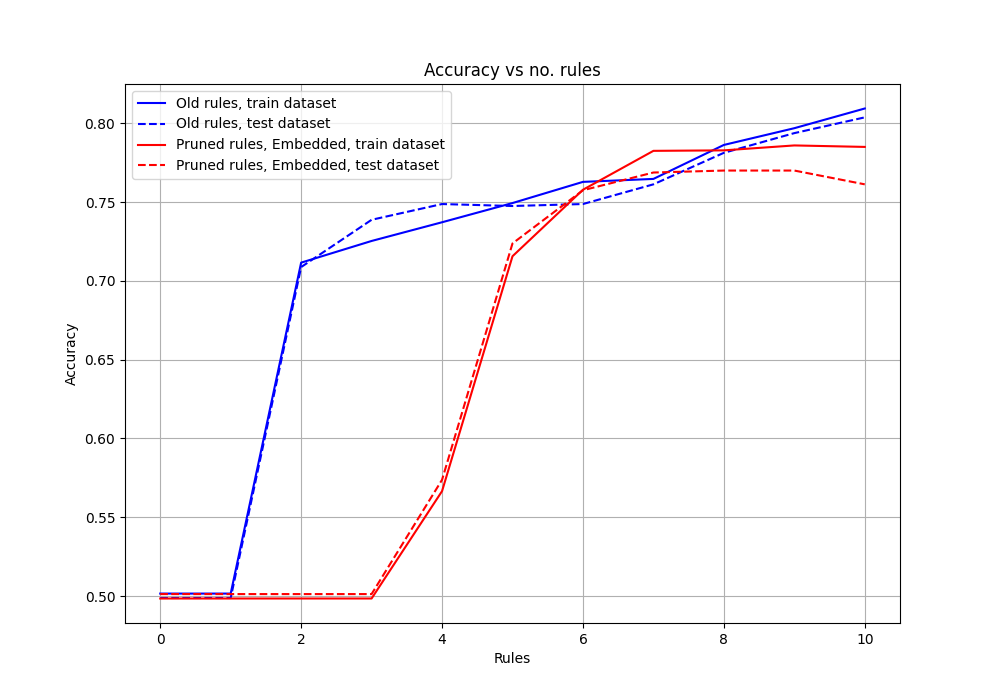 Accuracy vs no. rules
Old rules, train dataset
Old rules, test dataset
Pruned rules, Embedded, train dataset
Pruned rules, Embedded, test dataset
0.80
0.75
0.70
0.65
0.60
0.55
0.50
Accuracy
0 2 4 6 8 10
Rules